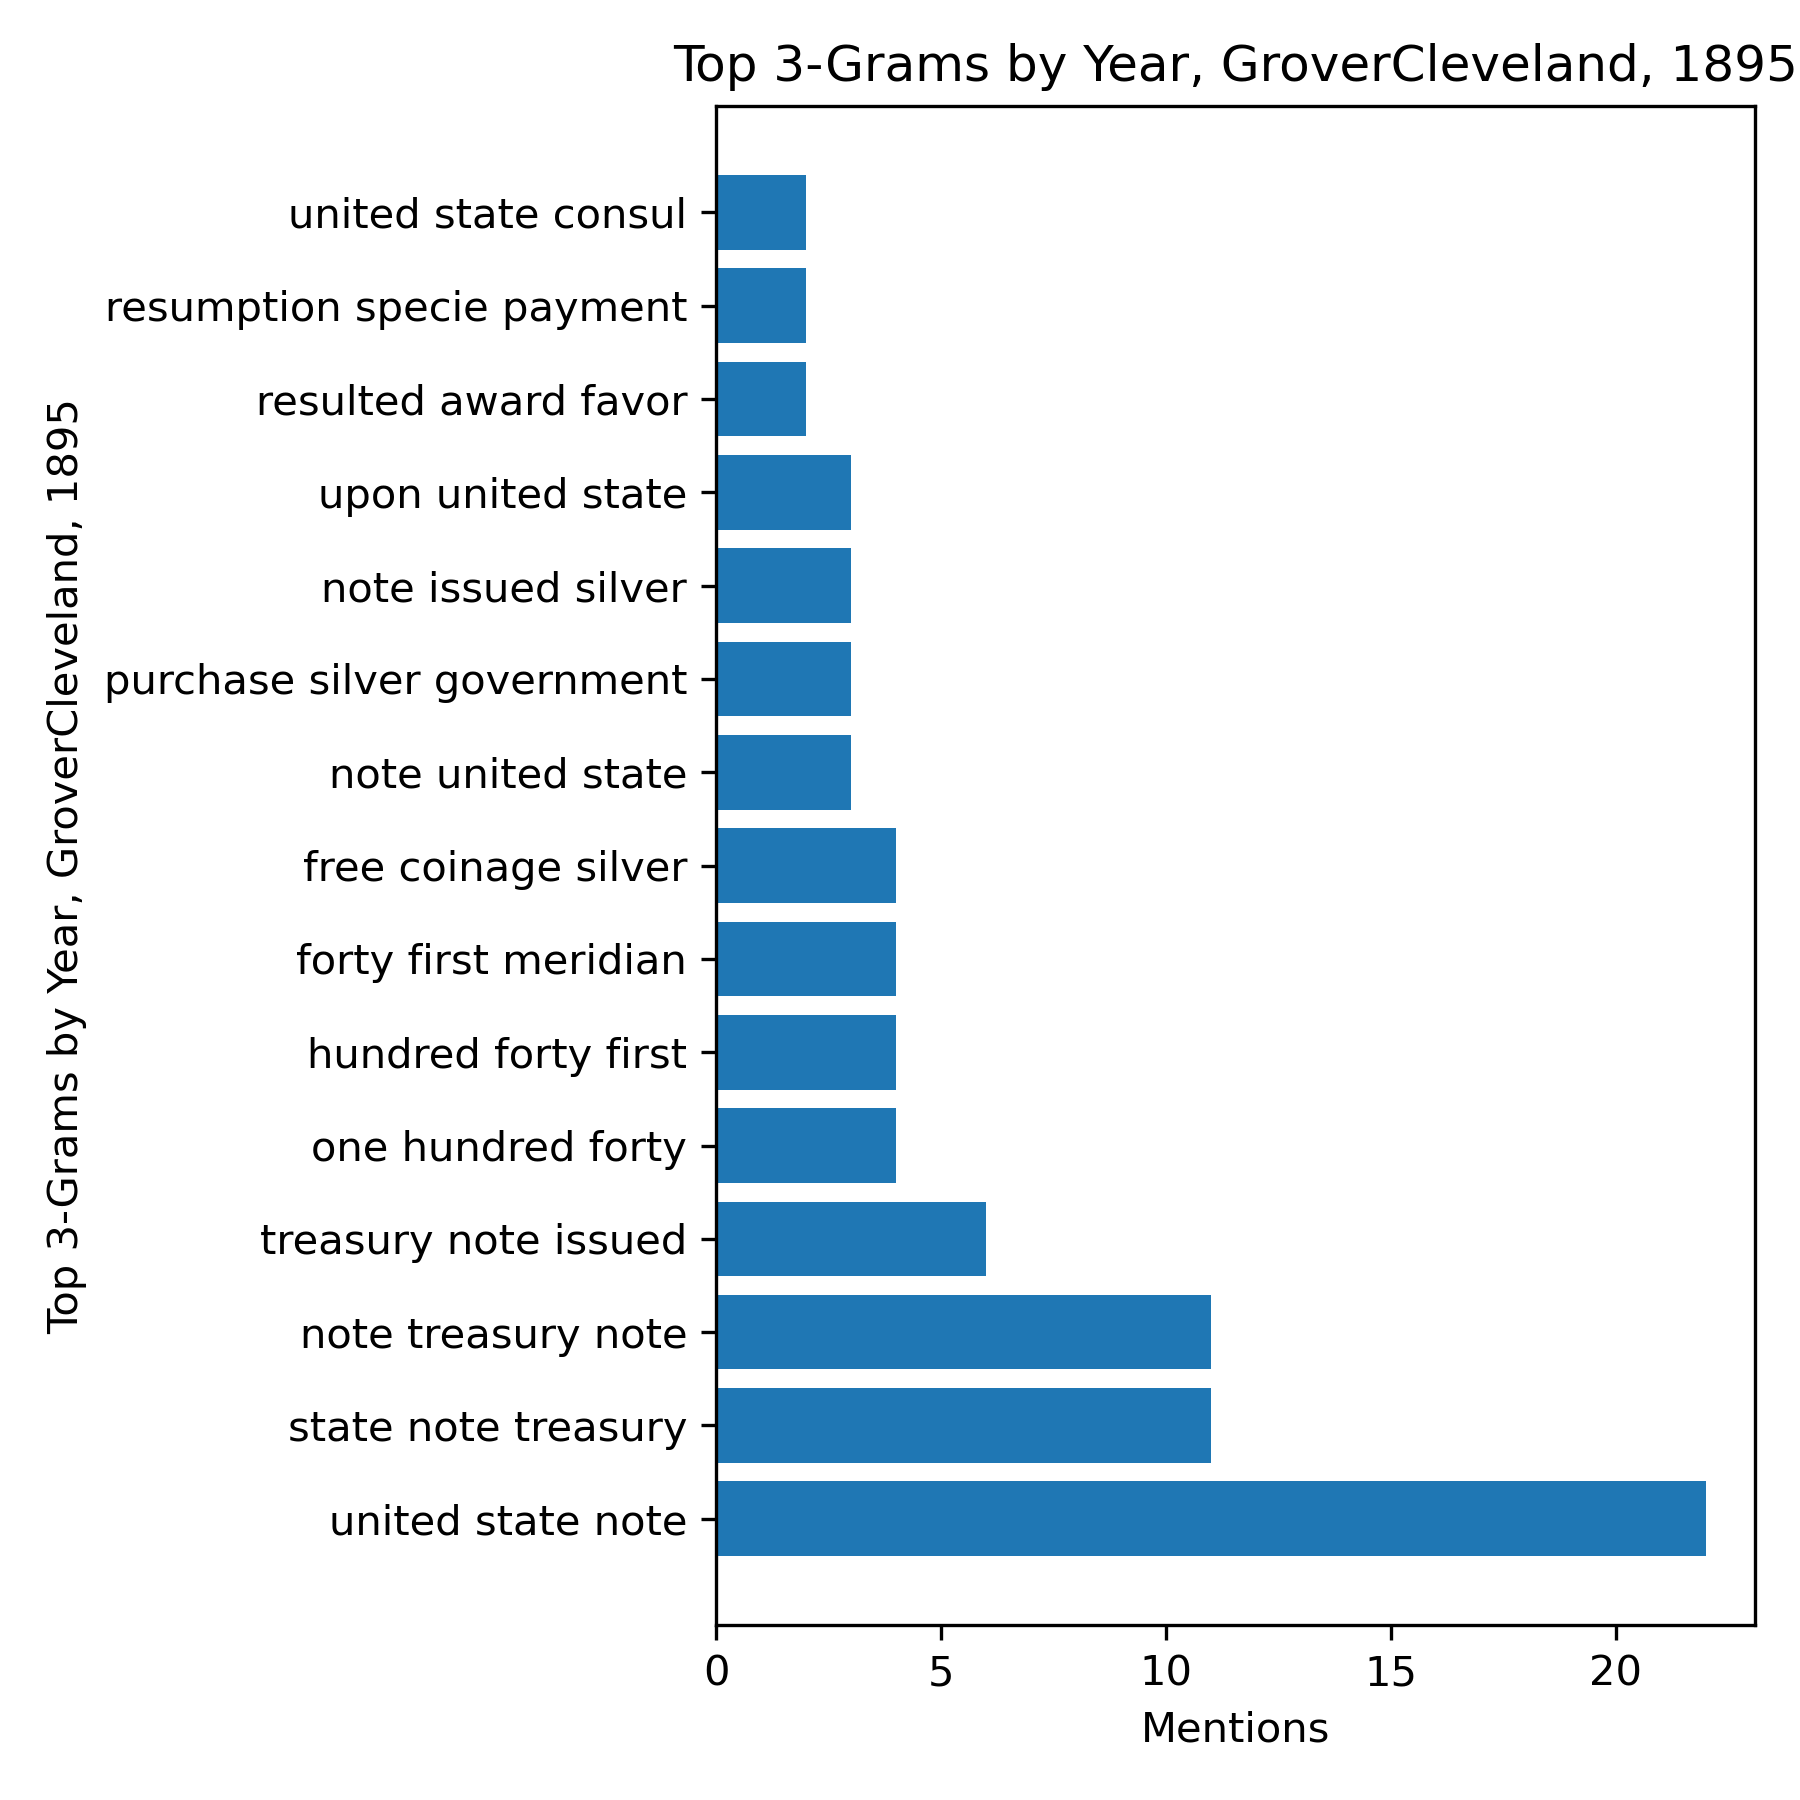 Top 3-Grams by Year, GroverCleveland, 1895
Top 3-Grams by Year, GroverCleveland, 1895
united state consul
resumption specie payment
resulted award favor
upon united state
note issued silver
purchase silver government
note united state
free coinage silver
forty first meridian
hundred forty first
one hundred forty
treasury note issued
note treasury note
state note treasury
united state note
0 5 10 15 20
Mentions